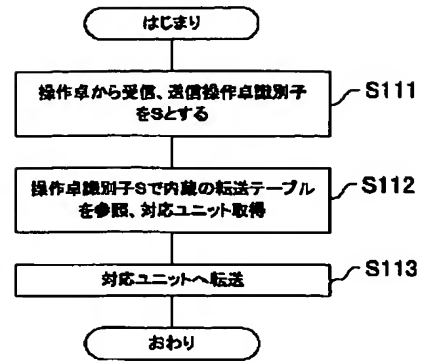 はじまり
操作卓から受信、送信操作卓識別子
をSとする
S111
操作卓識別子Sで内蔵の転送テーブル
を参照、対応ユニット取得
S112
対応ユニットへ転送
S113
おわり